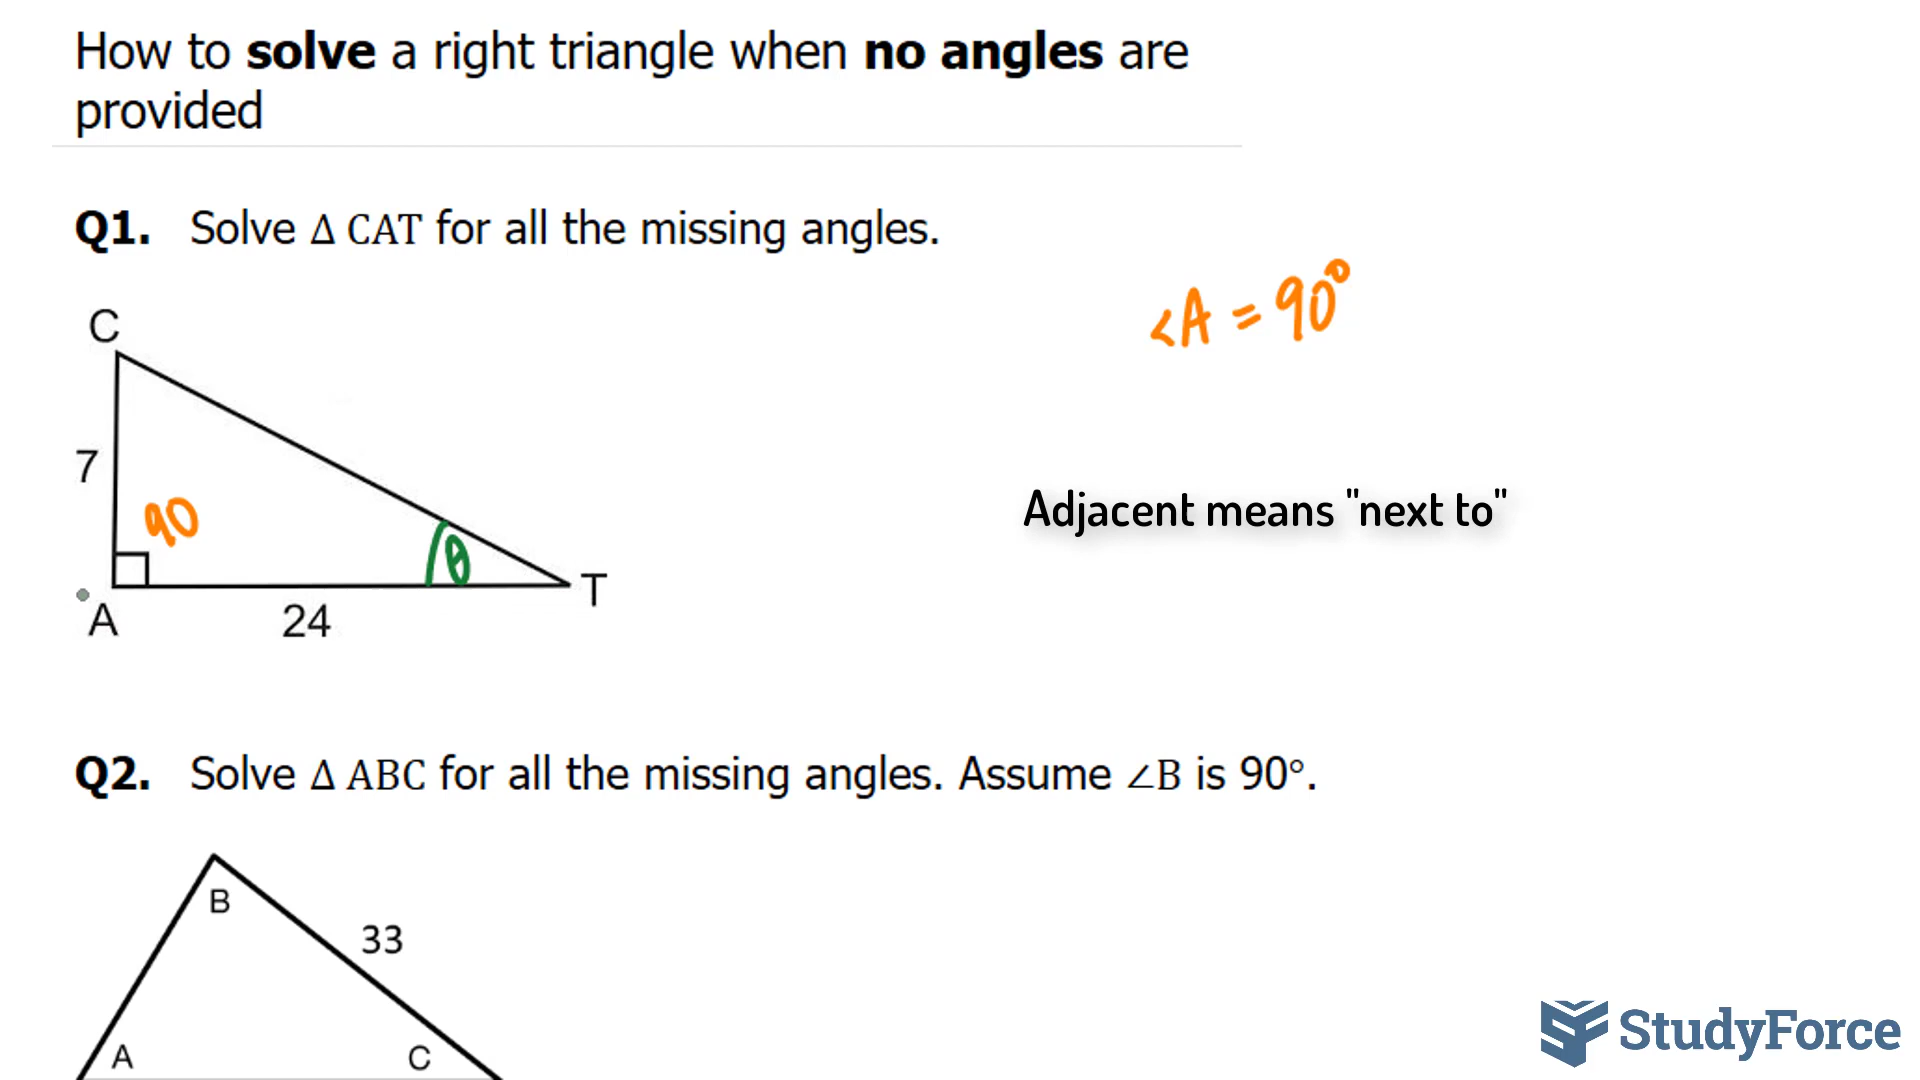 How to solve a right triangle when no angles are
provided
Q1. Solve Δ CAT for all the missing angles.
<A = 90°
C
7
90
Adjacent means "next to"
θ
T
A
24
Q2. Solve Δ ABC for all the missing angles. Assume ∠B is 90°.
B
33
A
C
StudyForce